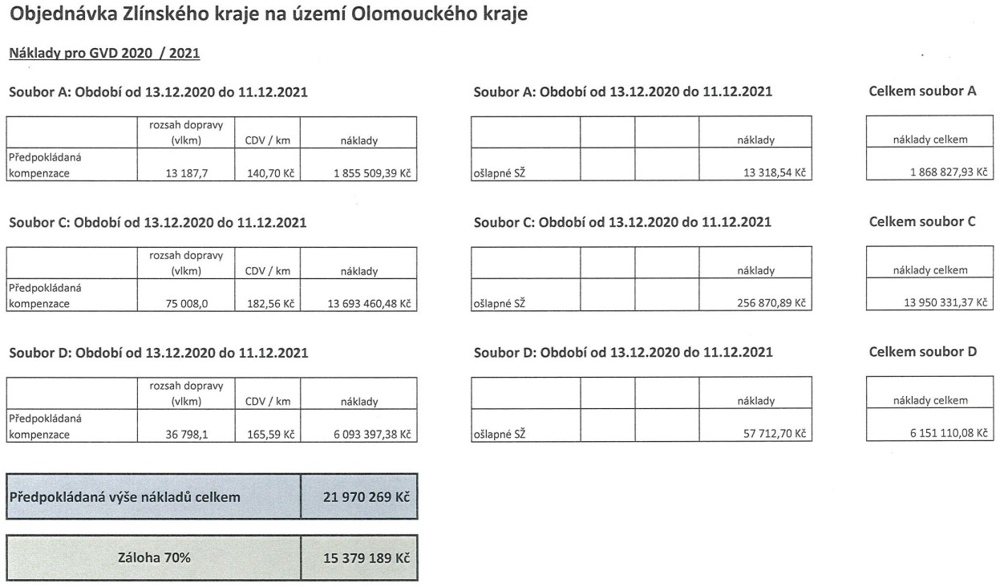 Objednávka Zlínského kraje na území Olomouckého kraje
Náklady pro GVD 2020 / 2021
Soubor A: Období od 13.12.2020 do 11.12.2021
rozsah dopravy
(vlkm) CDV / km náklady
Předpokládaná
kompenzace 13 187,7 140,70 Kč 1 855 509,39 Kč
Soubor A: Období od 13.12.2020 do 11.12.2021
náklady
ošlapné SŽ 13 318,54 Kč
Celkem soubor A
náklady celkem
1 868 827,93 Kč
Soubor C: Období od 13.12.2020 do 11.12.2021
rozsah dopravy
(vlkm) CDV / km náklady
Předpokládaná
kompenzace 75 008,0 182,56 Kč 13 693 460,48 Kč
Soubor C: Období od 13.12.2020 do 11.12.2021
náklady
ošlapné SŽ 256 870,89 Kč
Celkem soubor C
náklady celkem
13 950 331,37 Kč
Soubor D: Období od 13.12.2020 do 11.12.2021
rozsah dopravy
(vlkm) CDV / km náklady
Předpokládaná
kompenzace 36 798,1 165,59 Kč 6 093 397,38 Kč
Soubor D: Období od 13.12.2020 do 11.12.2021
náklady
ošlapné SŽ 57 712,70 Kč
Celkem soubor D
náklady celkem
6 151 110,08 Kč
Předpokládaná výše nákladů celkem 21 970 269 Kč
Záloha 70% 15 379 189 Kč